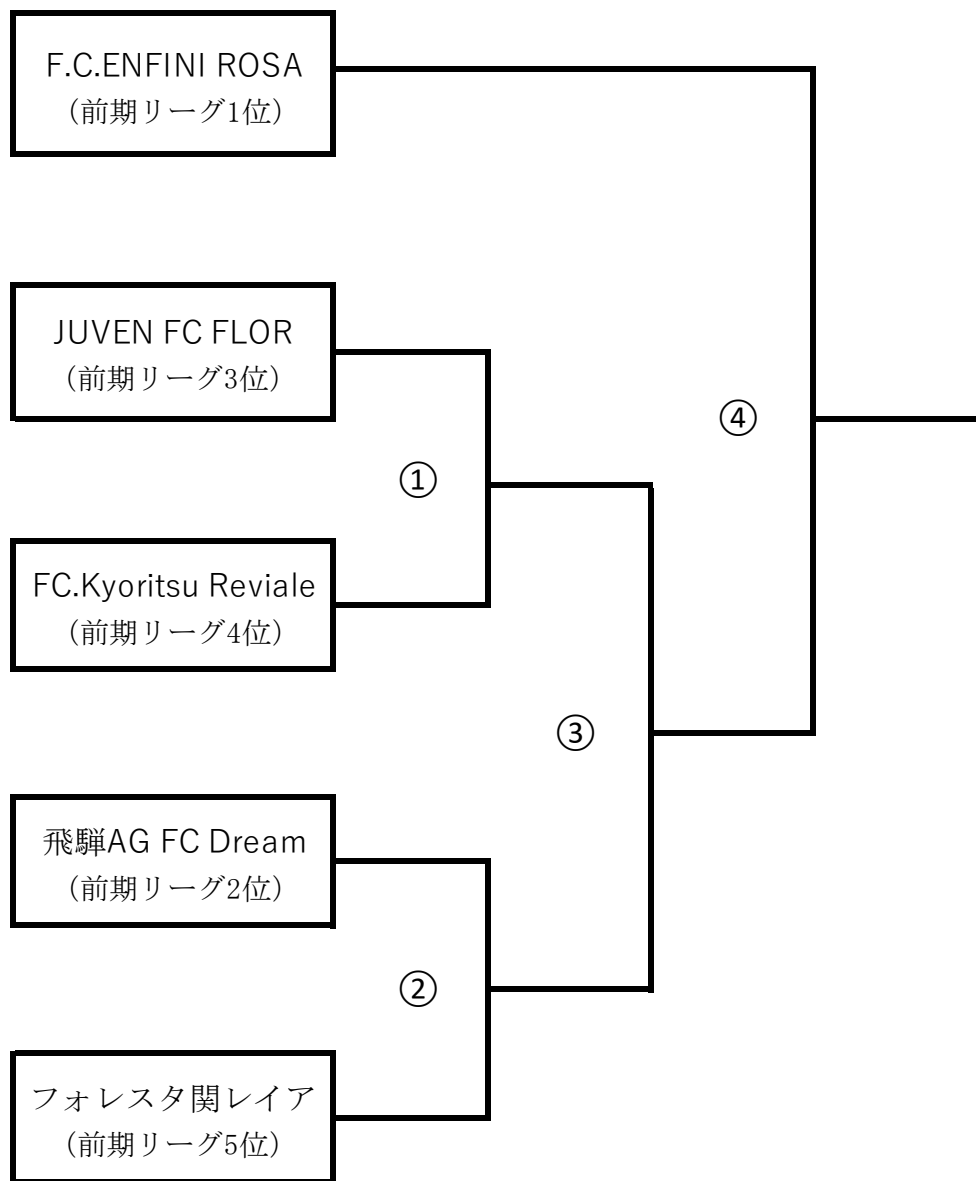 F.C.ENFINI ROSA
（前期リーグ1位）
JUVEN FC FLOR
（前期リーグ3位）
④
①
FC.Kyoritsu Reviale
（前期リーグ4位）
③
飛騨AG FC Dream
（前期リーグ2位）
②
フォレスタ関レイア
（前期リーグ5位）